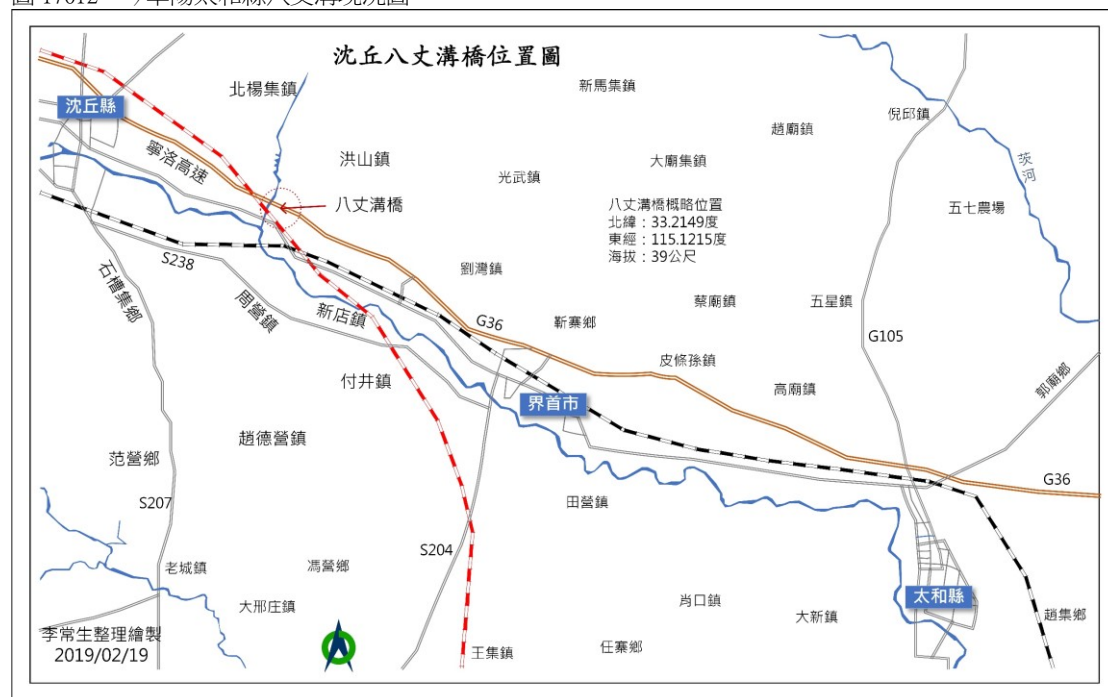 沈丘八丈溝橋位置圖
北楊集鎮
新馬集鎮
沈丘縣
倪邱鎮
趙廟鎮
寧洛高速
洪山鎮
大廟集鎮
茨河
光武鎮
八丈溝橋
八丈溝橋概略位置
北緯：33.2149度
東經：115.1215度
海拔：39公尺
五七農場
S238
石槽集鄉
劉灣鎮
周營鎮
新店鎮
G36
靳寨鄉
蔡廟鎮
五星鎮
G105
皮條孫鎮
付井鎮
高廟鎮
郭廟鄉
界首市
趙德營鎮
范營鄉
G36
S207
田營鎮
S204
老城鎮
馮營鄉
大邢庄鎮
肖口鎮
太和縣
大新鎮
趙集鄉
李常生整理繪製
2019/02/19
王集鎮
任寨鄉